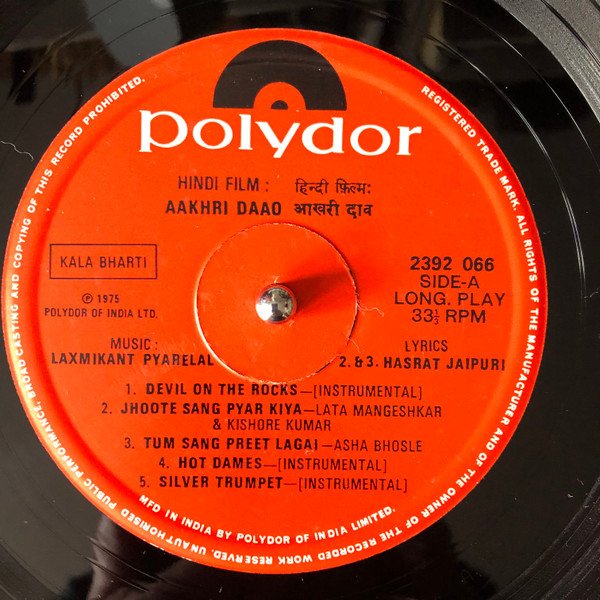 polydor
HINDI FILM : हिन्दी फ़िल्म:
AAKHRI DAAO आखरी दाव
KALA BHARTI
℗ 1975
POLYDOR OF INDIA LTD.
2392 066
SIDE-A
LONG. PLAY
33⅓ RPM
MUSIC :
LAXMIKANT PYARELAL
LYRICS
2. & 3. HASRAT JAIPURI
1. DEVIL ON THE ROCKS—[INSTRUMENTAL]
2. JHOOTE SANG PYAR KIYA—LATA MANGESHKAR
& KISHORE KUMAR
3. TUM SANG PREET LAGAI—ASHA BHOSLE
4. HOT DAMES—[INSTRUMENTAL]
5. SILVER TRUMPET—[INSTRUMENTAL]
MFD IN INDIA BY POLYDOR OF INDIA LIMITED.
REGISTERED TRADE MARK. ALL RIGHTS OF THE MANUFACTURER AND OF THE OWNER OF THE RECORDED WORK RESERVED. UNAUTHORISED PUBLIC PERFORMANCE, BROADCASTING AND COPYING OF THIS RECORD PROHIBITED.